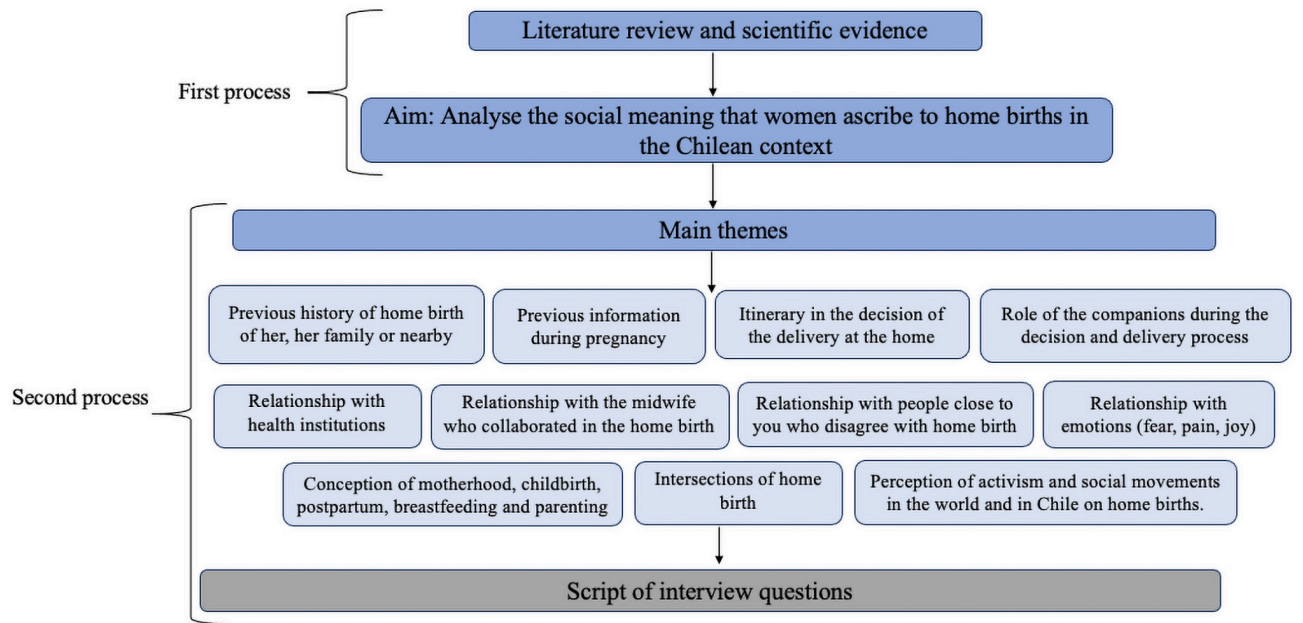 Literature review and scientific evidence
First process
Aim: Analyse the social meaning that women ascribe to home births in
the Chilean context
Main themes
Previous history of home birth
of her, her family or nearby
Previous information
during pregnancy
Itinerary in the decision of
the delivery at the home
Role of the companions during the
decision and delivery process
Second process
Relationship with
health institutions
Relationship with the midwife
who collaborated in the home birth
Relationship with people close to
you who disagree with home birth
Relationship with
emotions (fear, pain, joy)
Conception of motherhood, childbirth,
postpartum, breastfeeding and parenting
Intersections of home
birth
Perception of activism and social movements
in the world and in Chile on home births.
Script of interview questions